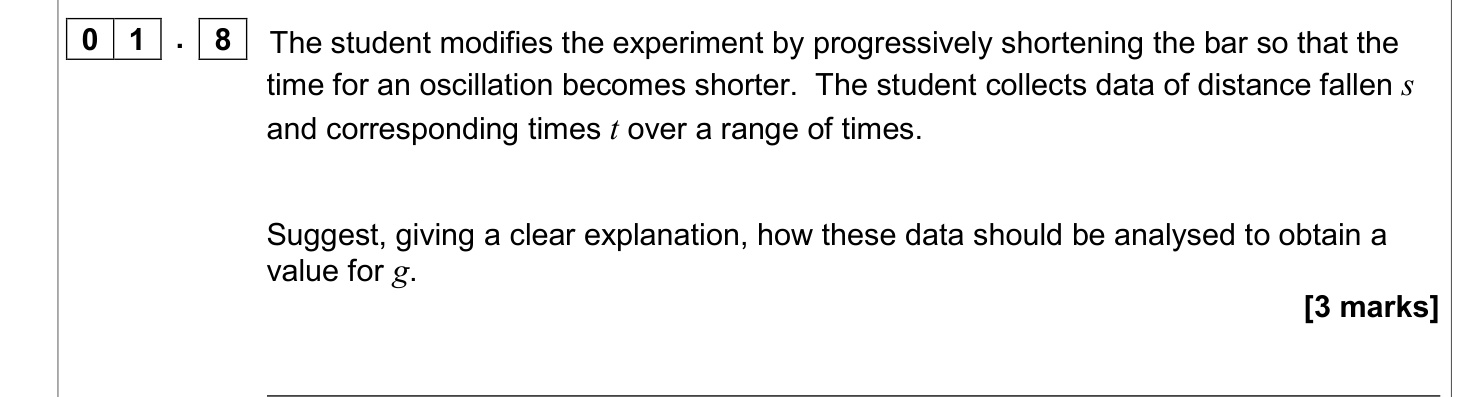 0 1 . 8 The student modifies the experiment by progressively shortening the bar so that the
time for an oscillation becomes shorter. The student collects data of distance fallen s
and corresponding times t over a range of times.
Suggest, giving a clear explanation, how these data should be analysed to obtain a
value for g.
[3 marks]